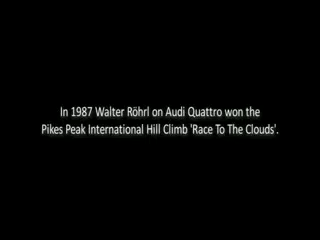 In 1987 Walter Röhrl on Audi Quattro won the
Pikes Peak International Hill Climb 'Race To The Clouds'.